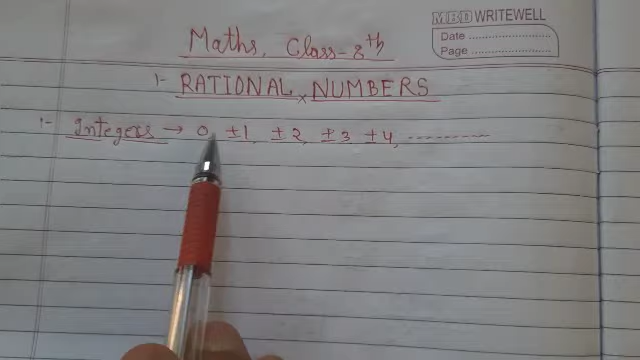 MBD WRITEWELL
Date ......................
Page ......................
Maths, Class-8th
1- RATIONAL NUMBERS
1- Integers → 0, ±1, ±2, ±3 ±4, ------------